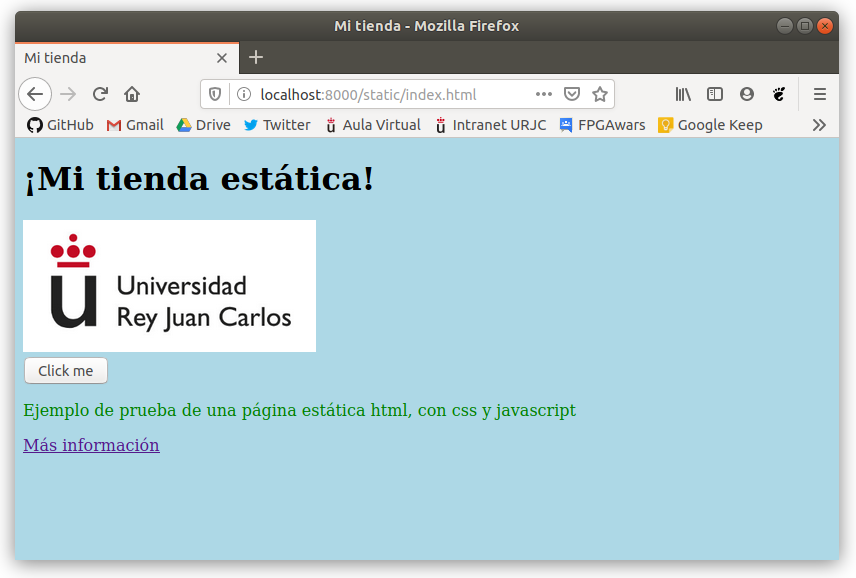 Mi tienda - Mozilla Firefox
Mi tienda
localhost:8000/static/index.html
GitHub Gmail Drive Twitter Aula Virtual Intranet URJC FPGAwars Google Keep
¡Mi tienda estática!
u Universidad
Rey Juan Carlos
Click me
Ejemplo de prueba de una página estática html, con css y javascript
Más información